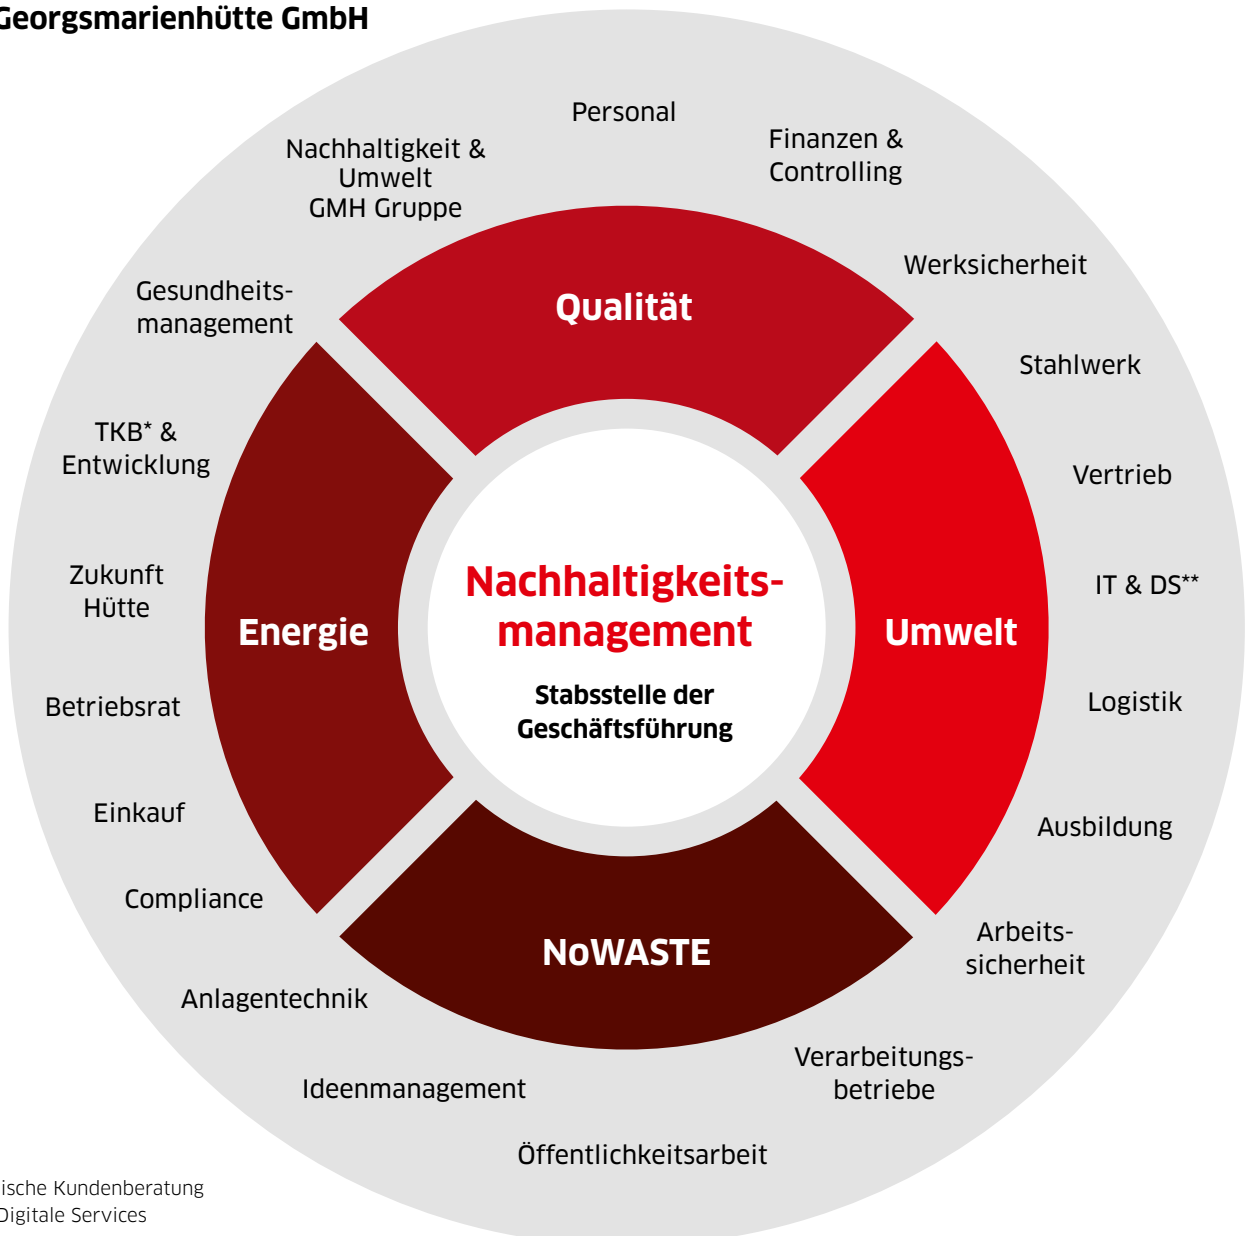 Georgsmarienhütte GmbH
Personal
Finanzen &
Controlling
Nachhaltigkeit &
Umwelt
GMH Gruppe
Werksicherheit
Gesundheits-
management
Qualität
Stahlwerk
TKB* &
Entwicklung
Vertrieb
Zukunft
Hütte
IT & DS**
Energie
Nachhaltigkeits-
management
Stabsstelle der
Geschäftsführung
Umwelt
Betriebsrat
Logistik
Einkauf
Ausbildung
Compliance
NoWASTE
Arbeits-
sicherheit
Anlagentechnik
Verarbeitungs-
betriebe
Ideenmanagement
Öffentlichkeitsarbeit
ische Kundenberatung
Digitale Services